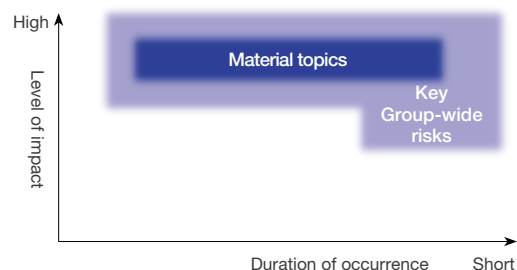 High
Level of impact
Material topics
Key
Group-wide
risks
Duration of occurrence
Short